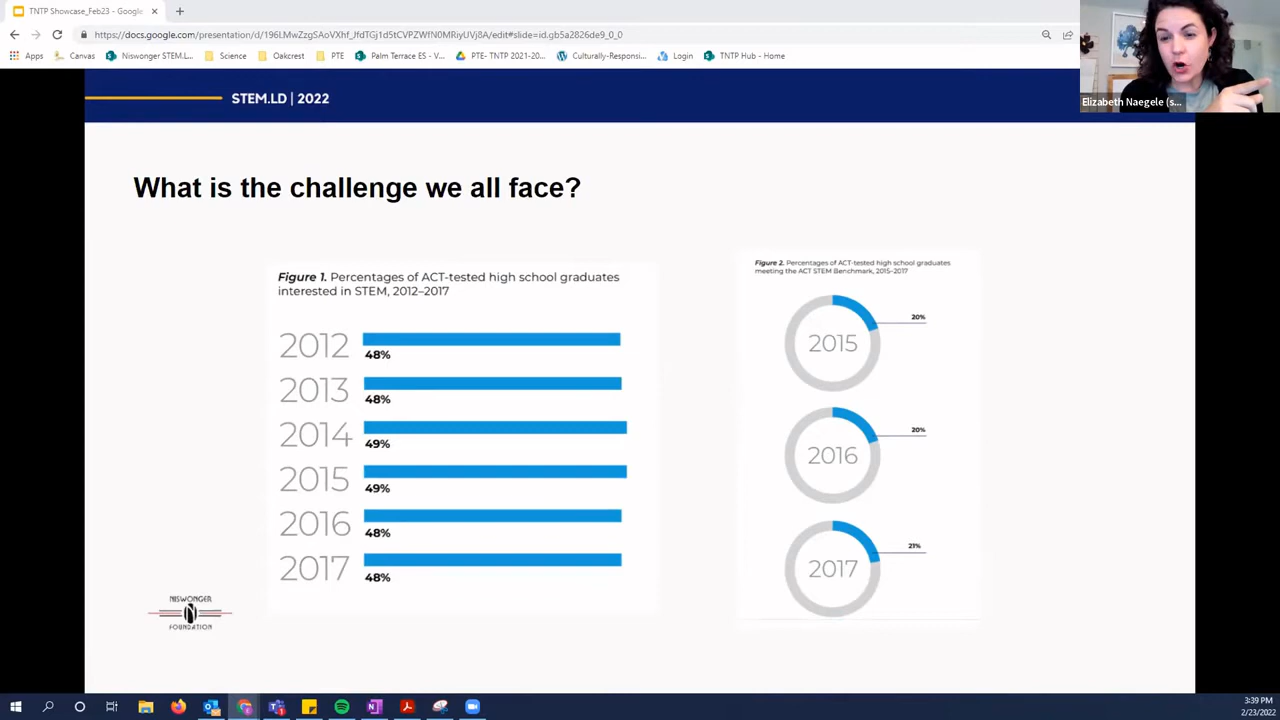 TNTP Showcase_Feb23 - Google
https://docs.google.com/presentation/d/196LMwZzgSAoVXhf_JfdTGj1d5tCVPZWfN0MRiyUVj8A/edit#slide=id.gb5a2826de9_0_0
Apps Canvas Niswonger STEM.L... Science Oakcrest PTE Palm Terrace ES - V... PTE- TNTP 2021-20... Culturally-Responsi... Login TNTP Hub - Home
Elizabeth Naegele (s...
STEM.LD | 2022
What is the challenge we all face?
Figure 1. Percentages of ACT-tested high school graduates
interested in STEM, 2012–2017
2012
48%
2013
48%
2014
49%
2015
49%
2016
48%
2017
48%
Figure 2. Percentages of ACT-tested high school graduates
meeting the ACT STEM Benchmark, 2015–2017
20%
2015
20%
2016
21%
2017
NISWONGER
N
FOUNDATION
3:39 PM
2/23/2022